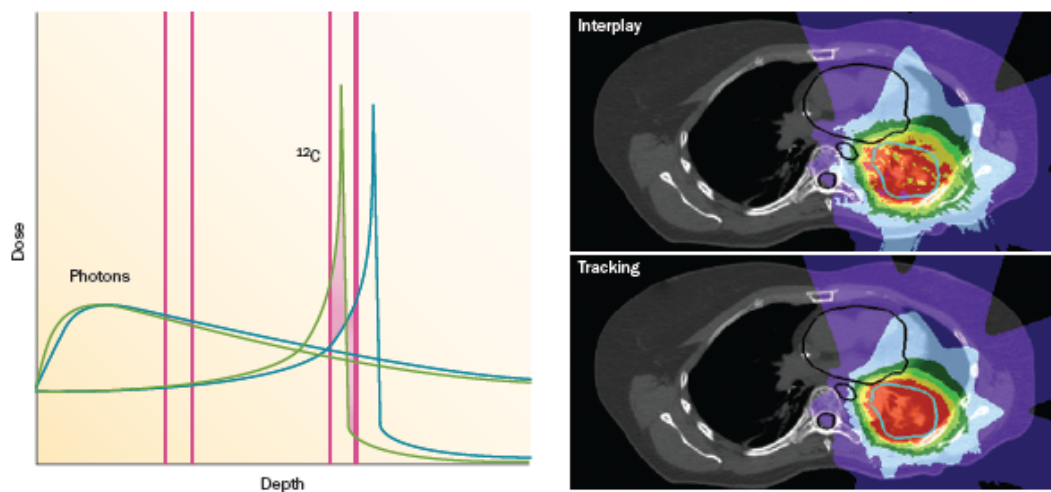 Dose
Photons
¹²C
Depth
Interplay
Tracking